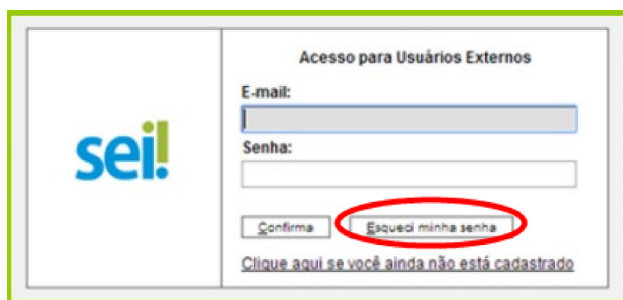 sei!
Acesso para Usuários Externos
E-mail:
Senha:
Confirma
Esqueci minha senha
Clique aqui se você ainda não está cadastrado